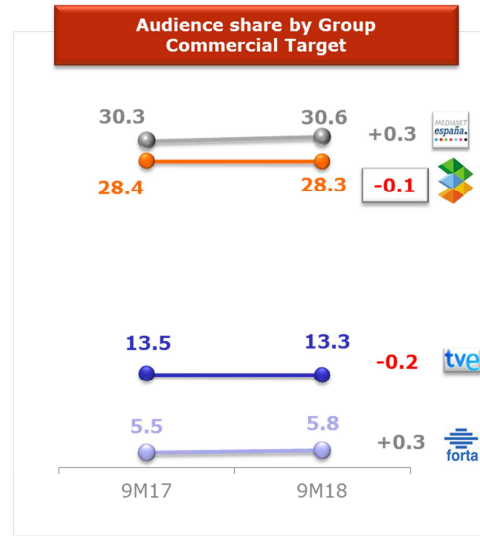 Audience share by Group
Commercial Target
30.3
30.6
+0.3
MEDIASET
españa.
28.4
28.3
-0.1
13.5
13.3
-0.2
tve
5.5
5.8
+0.3
forta
9M17
9M18